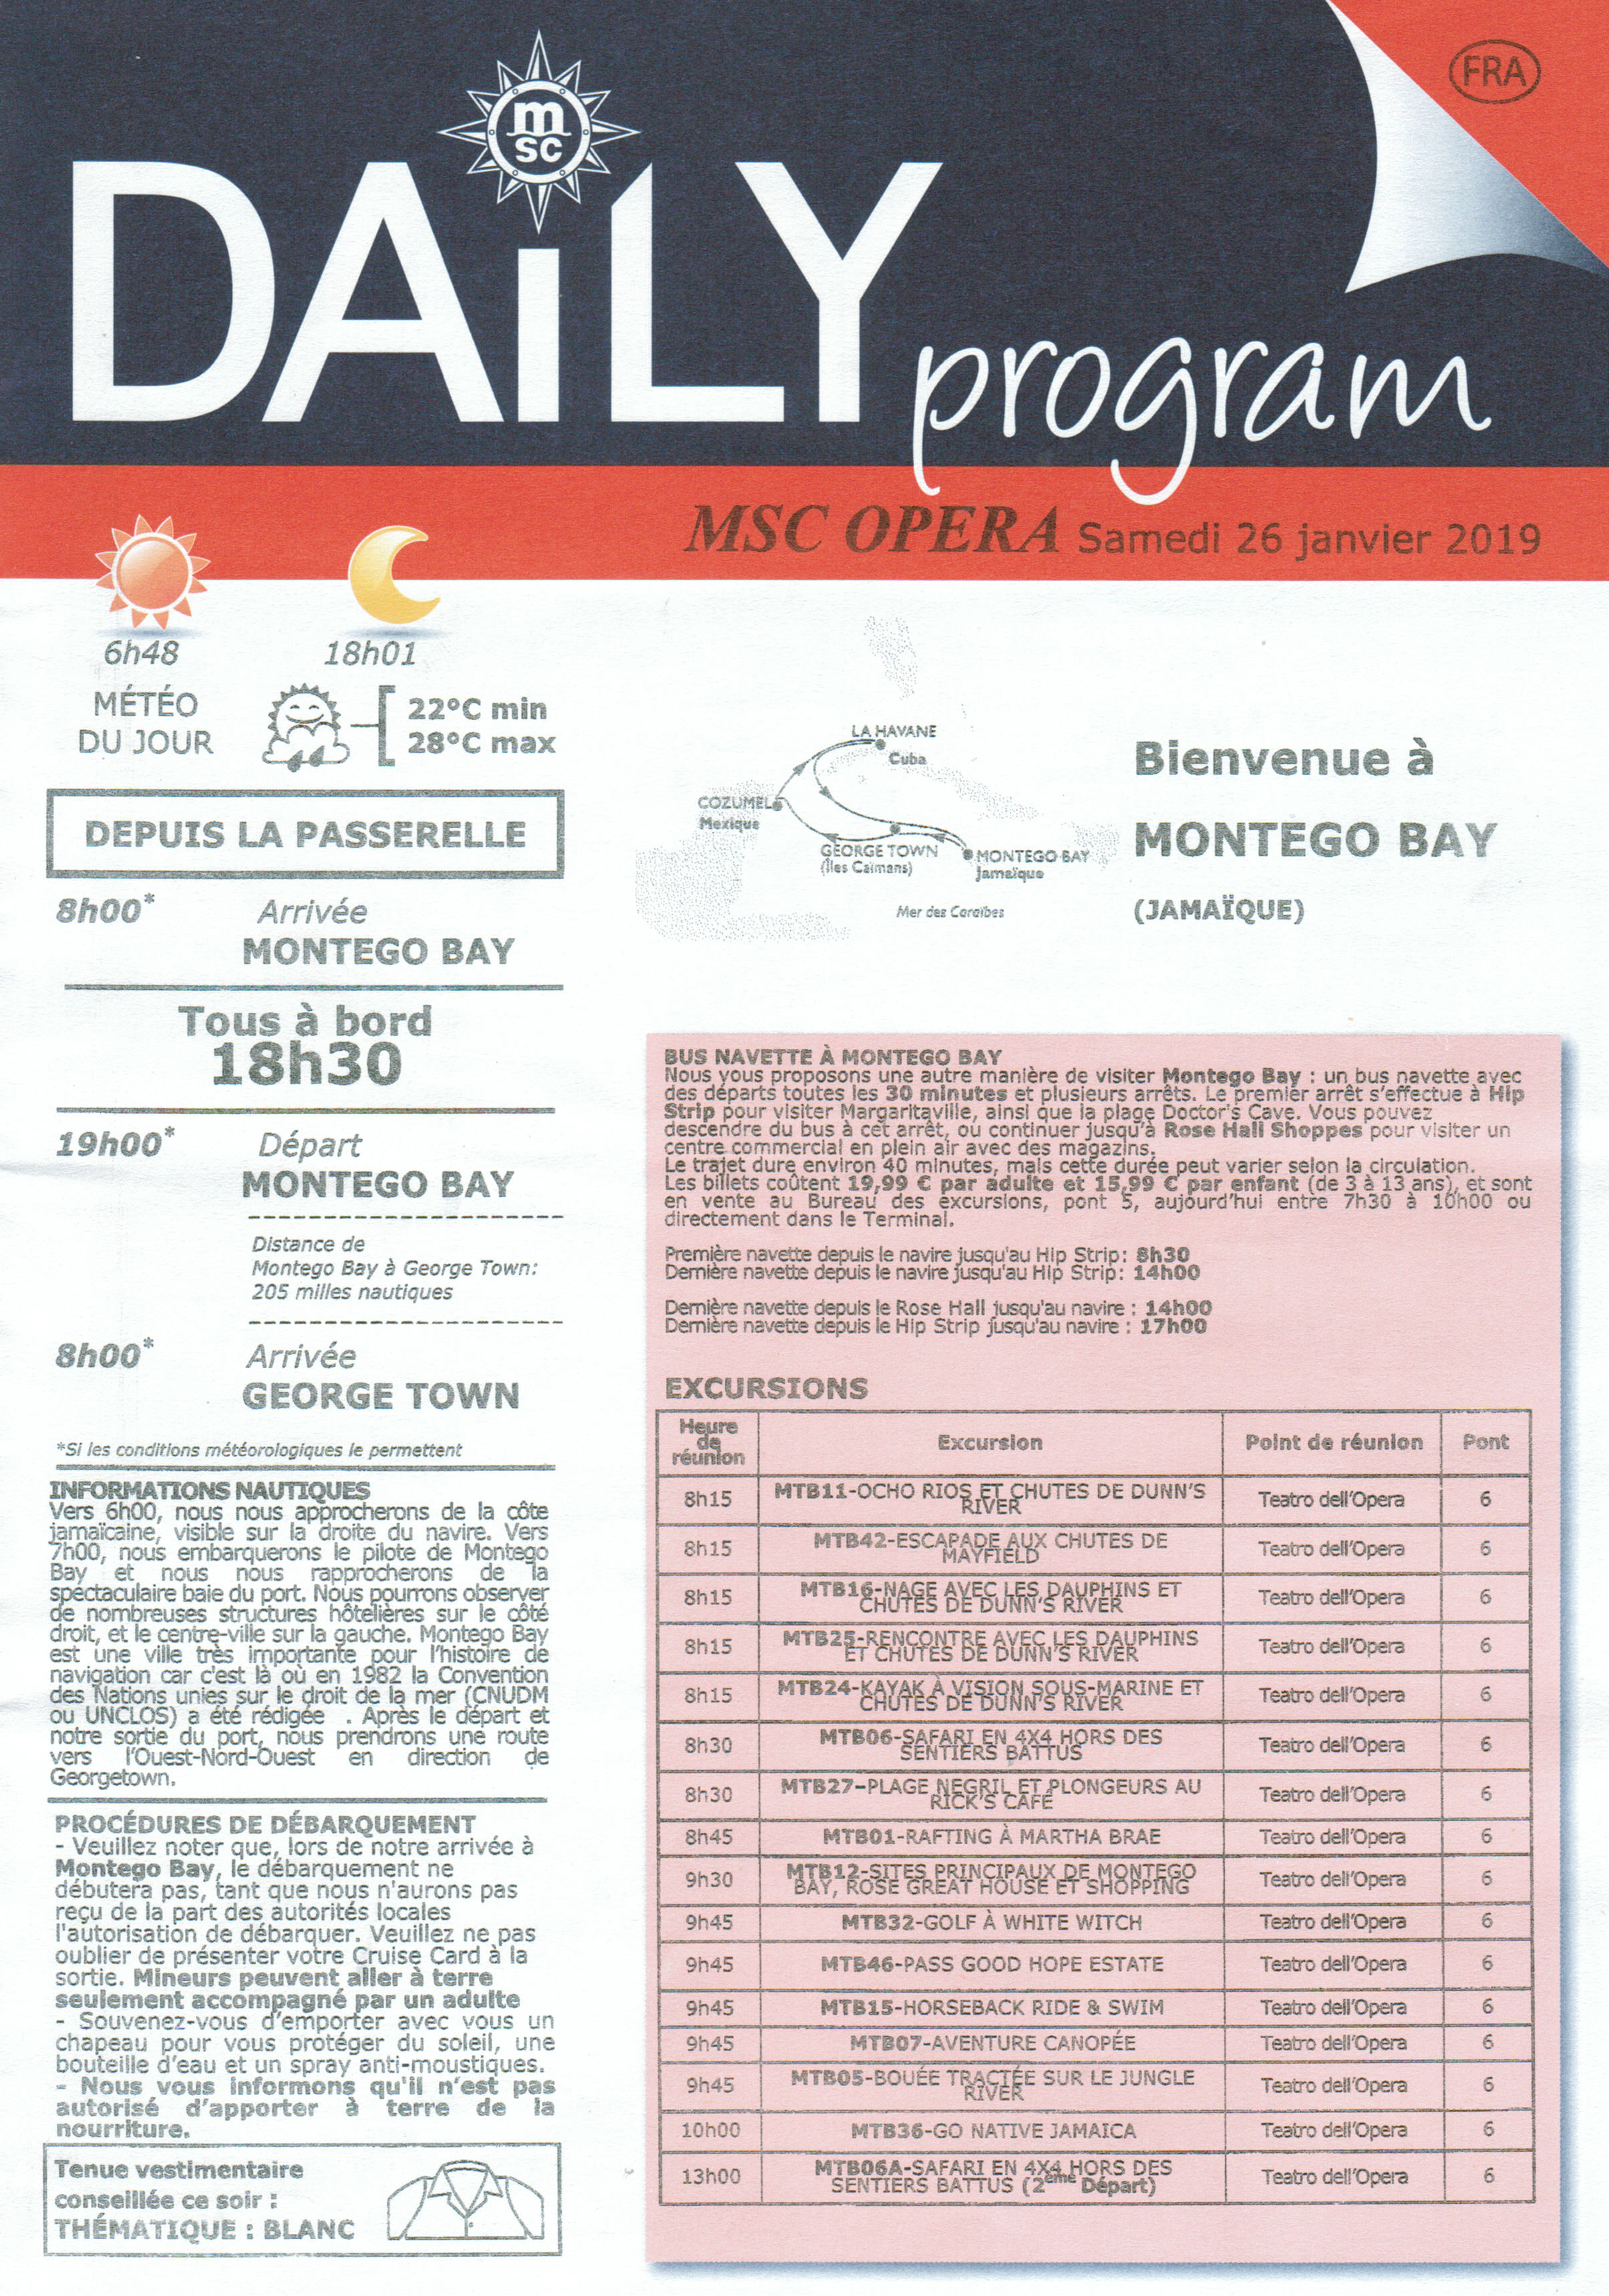 FRA
m
sc
DAiLY
program
MSC OPERA Samedi 26 janvier 2019
6h48
18h01
MÉTÉO
DU JOUR
22°C min
28°C max
DEPUIS LA PASSERELLE
8h00* Arrivée
MONTEGO BAY
Tous à bord
18h30
19h00* Départ
MONTEGO BAY
Distance de
Montego Bay à George Town:
205 milles nautiques
8h00* Arrivée
GEORGE TOWN
*Si les conditions météorologiques le permettent
INFORMATIONS NAUTIQUES
Vers 6h00, nous nous approcherons de la côte
jamaïcaine, visible sur la droite du navire. Vers
7h00, nous embarquerons le pilote de Montego
Bay et nous nous rapprocherons de la
spectaculaire baie du port. Nous pourrons observer
de nombreuses structures hôtelières sur le côté
droit, et le centre-ville sur la gauche. Montego Bay
est une ville très importante pour l'histoire de
navigation car c'est là où en 1982 la Convention
des Nations unies sur le droit de la mer (CNUDM
ou UNCLOS) a été rédigée . Après le départ et
notre sortie du port, nous prendrons une route
vers l'Ouest-Nord-Ouest en direction de
Georgetown.
PROCÉDURES DE DÉBARQUEMENT
- Veuillez noter que, lors de notre arrivée à
Montego Bay, le débarquement ne
débutera pas, tant que nous n'aurons pas
reçu de la part des autorités locales
l'autorisation de débarquer. Veuillez ne pas
oublier de présenter votre Cruise Card à la
sortie. Mineurs peuvent aller à terre
seulement accompagné par un adulte
- Souvenez-vous d'emporter avec vous un
chapeau pour vous protéger du soleil, une
bouteille d'eau et un spray anti-moustiques.
- Nous vous informons qu'il n'est pas
autorisé d'apporter à terre de la
nourriture.
Tenue vestimentaire
conseillée ce soir :
THÉMATIQUE : BLANC
LA HAVANE
Cuba
COZUMEL
Mexique
GEORGE TOWN
(Îles Caïmans)
MONTEGO BAY
Jamaïque
Mer des Caraïbes
Bienvenue à
MONTEGO BAY
(JAMAÏQUE)
BUS NAVETTE À MONTEGO BAY
Nous vous proposons une autre manière de visiter Montego Bay : un bus navette avec
des départs toutes les 30 minutes et plusieurs arrêts. Le premier arrêt s'effectue à Hip
Strip pour visiter Margaritaville, ainsi que la plage Doctor's Cave. Vous pouvez
descendre du bus à cet arrêt, ou continuer jusqu'à Rose Hall Shoppes pour visiter un
centre commercial en plein air avec des magazins.
Le trajet dure environ 40 minutes, mais cette durée peut varier selon la circulation.
Les billets coûtent 19,99 € par adulte et 15,99 € par enfant (de 3 à 13 ans), et sont
en vente au Bureau des excursions, pont 5, aujourd'hui entre 7h30 à 10h00 ou
directement dans le Terminal.
Première navette depuis le navire jusqu'au Hip Strip: 8h30
Dernière navette depuis le navire jusqu'au Hip Strip: 14h00
Dernière navette depuis le Rose Hall jusqu'au navire : 14h00
Dernière navette depuis le Hip Strip jusqu'au navire : 17h00
EXCURSIONS
Heure
de
réunion
Excursion
Point de réunion
Pont
8h15 MTB11-OCHO RIOS ET CHUTES DE DUNN'S
RIVER Teatro dell'Opera 6
8h15 MTB42-ESCAPADE AUX CHUTES DE
MAYFIELD Teatro dell'Opera 6
8h15 MTB16-NAGE AVEC LES DAUPHINS ET
CHUTES DE DUNN'S RIVER Teatro dell'Opera 6
8h15 MTB25-RENCONTRE AVEC LES DAUPHINS
ET CHUTES DE DUNN'S RIVER Teatro dell'Opera 6
8h15 MTB24-KAYAK À VISION SOUS-MARINE ET
CHUTES DE DUNN'S RIVER Teatro dell'Opera 6
8h30 MTB06-SAFARI EN 4X4 HORS DES
SENTIERS BATTUS Teatro dell'Opera 6
8h30 MTB27-PLAGE NEGRIL ET PLONGEURS AU
RICK'S CAFÉ Teatro dell'Opera 6
8h45 MTB01-RAFTING À MARTHA BRAE Teatro dell'Opera 6
9h30 MTB12-SITES PRINCIPAUX DE MONTEGO
BAY, ROSE GREAT HOUSE ET SHOPPING Teatro dell'Opera 6
9h45 MTB32-GOLF À WHITE WITCH Teatro dell'Opera 6
9h45 MTB46-PASS GOOD HOPE ESTATE Teatro dell'Opera 6
9h45 MTB15-HORSEBACK RIDE & SWIM Teatro dell'Opera 6
9h45 MTB07-AVENTURE CANOPÉE Teatro dell'Opera 6
9h45 MTB05-BOUÉE TRACTÉE SUR LE JUNGLE
RIVER Teatro dell'Opera 6
10h00 MTB36-GO NATIVE JAMAICA Teatro dell'Opera 6
13h00 MTB06A-SAFARI EN 4X4 HORS DES
SENTIERS BATTUS (2ème Départ) Teatro dell'Opera 6